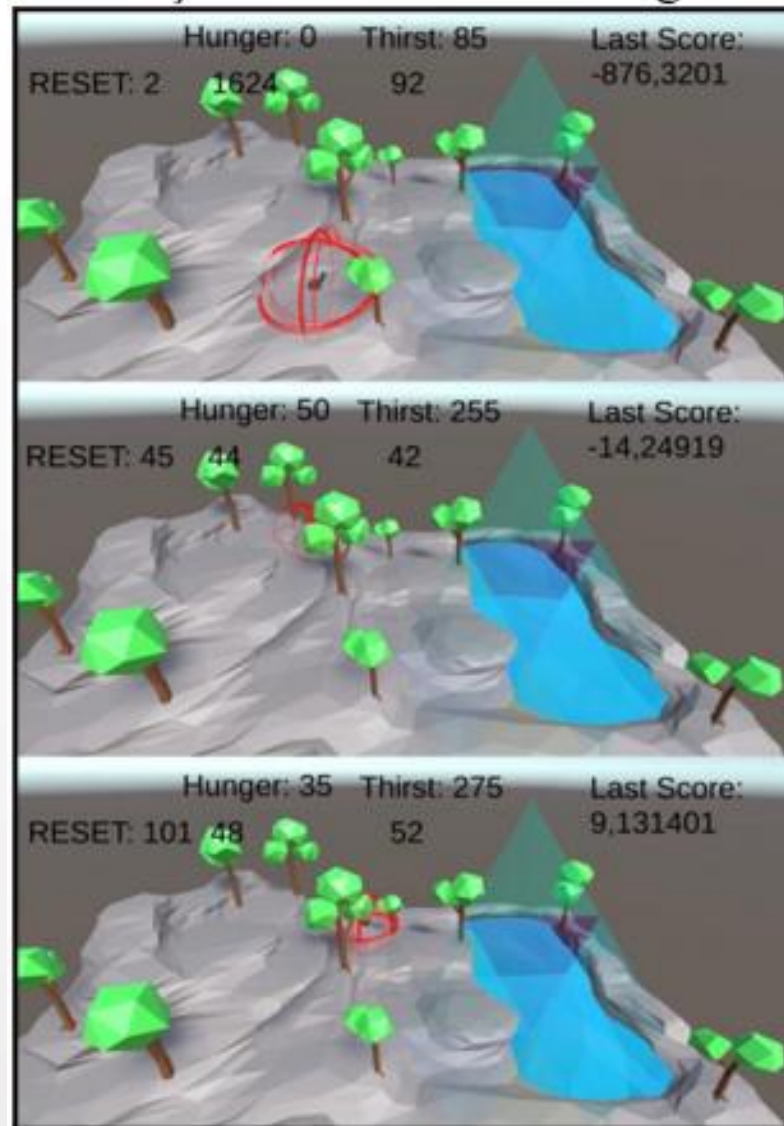 Hunger: 0 Thirst: 85 Last Score:
RESET: 2 1624 92 -876,3201
Hunger: 50 Thirst: 255 Last Score:
RESET: 45 44 42 -14,24919
Hunger: 35 Thirst: 275 Last Score:
RESET: 101 48 52 9,131401